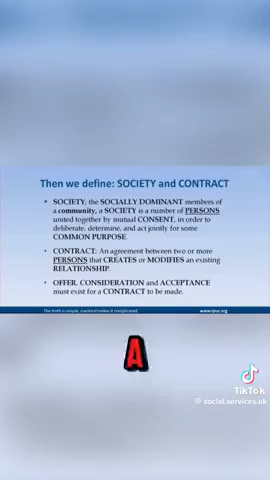 Then we define: SOCIETY and CONTRACT
• SOCIETY; the SOCIALLY DOMINANT members of
a community, a SOCIETY is a number of PERSONS
united together by mutual CONSENT, in order to
deliberate, determine, and act jointly for some
COMMON PURPOSE.
• CONTRACT; An agreement between two or more
PERSONS that CREATES or MODIFIES an existing
RELATIONSHIP.
• OFFER, CONSIDERATION and ACCEPTANCE
must exist for a CONTRACT to be made.
The truth is simple, mankind makes it complicated.
A
TikTok
social.services.uk